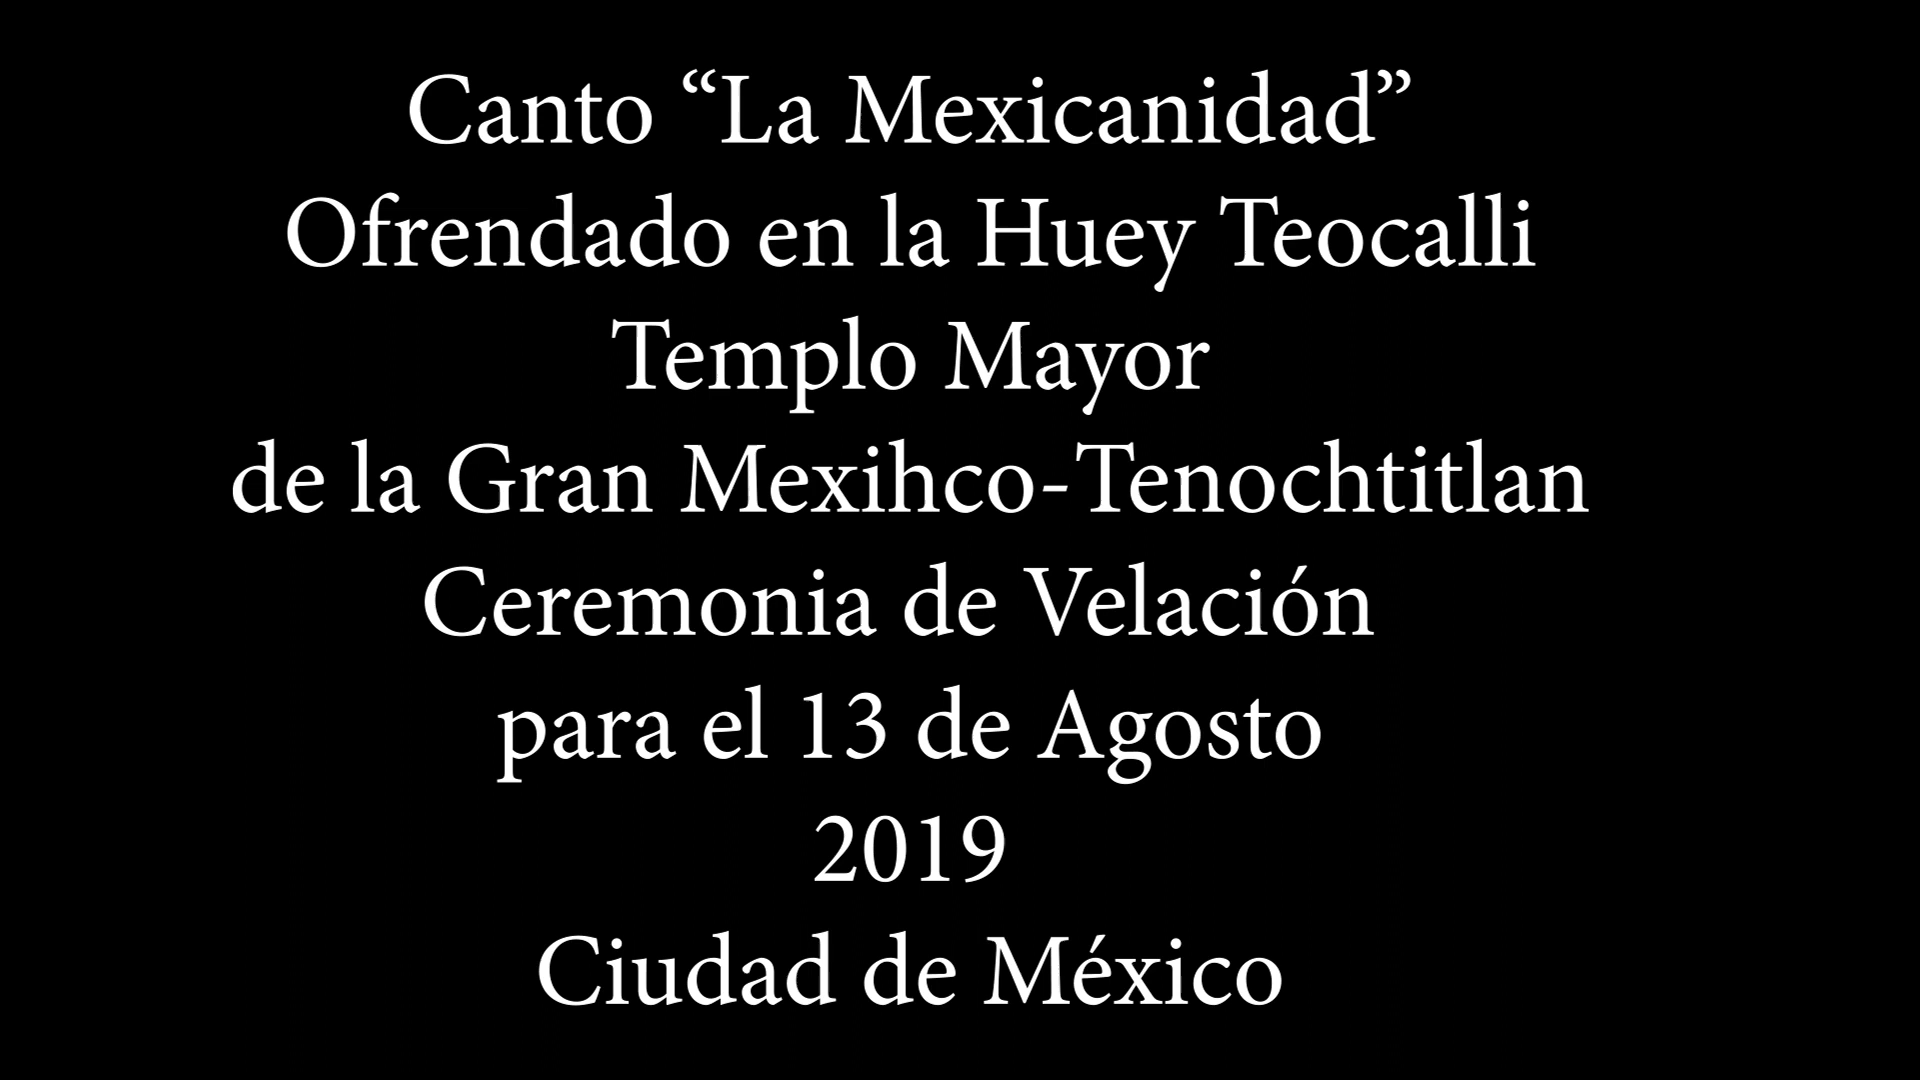 Canto “La Mexicanidad”
Ofrendado en la Huey Teocalli
Templo Mayor
de la Gran Mexihco-Tenochtitlan
Ceremonia de Velación
para el 13 de Agosto
2019
Ciudad de México